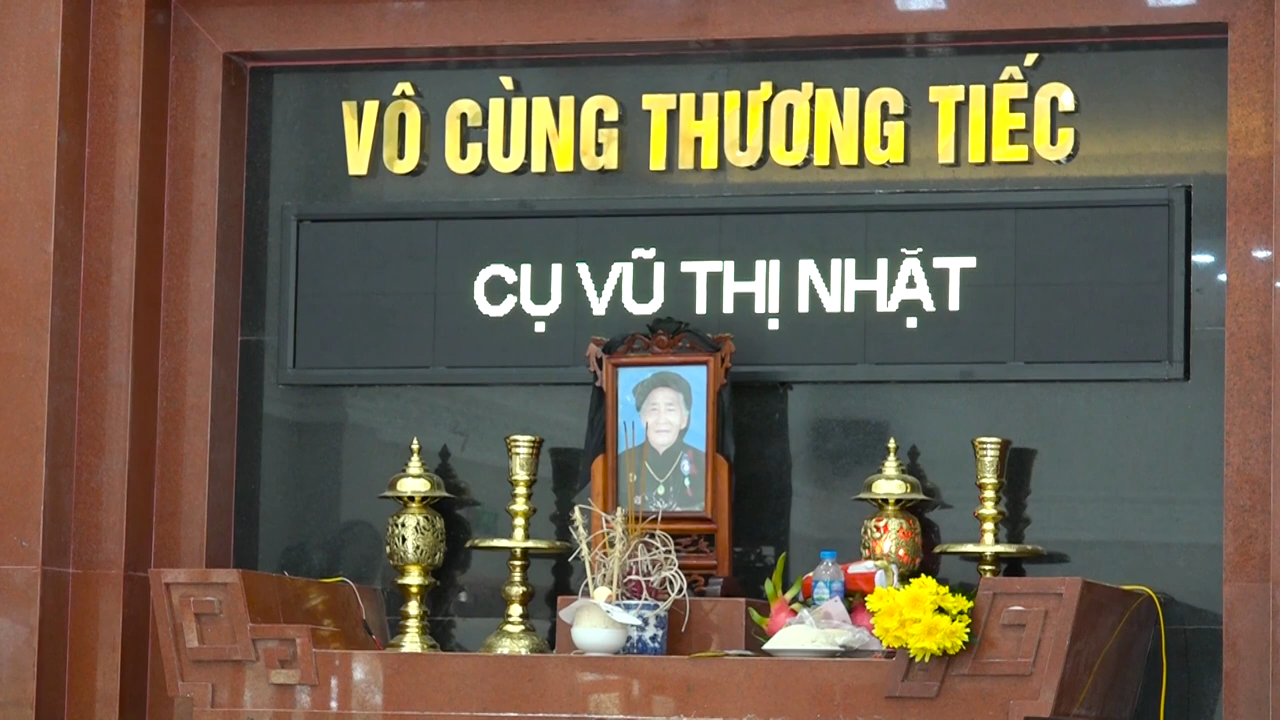 VÔ CÙNG THƯƠNG TIẾC
CỤ VŨ THỊ NHẶT